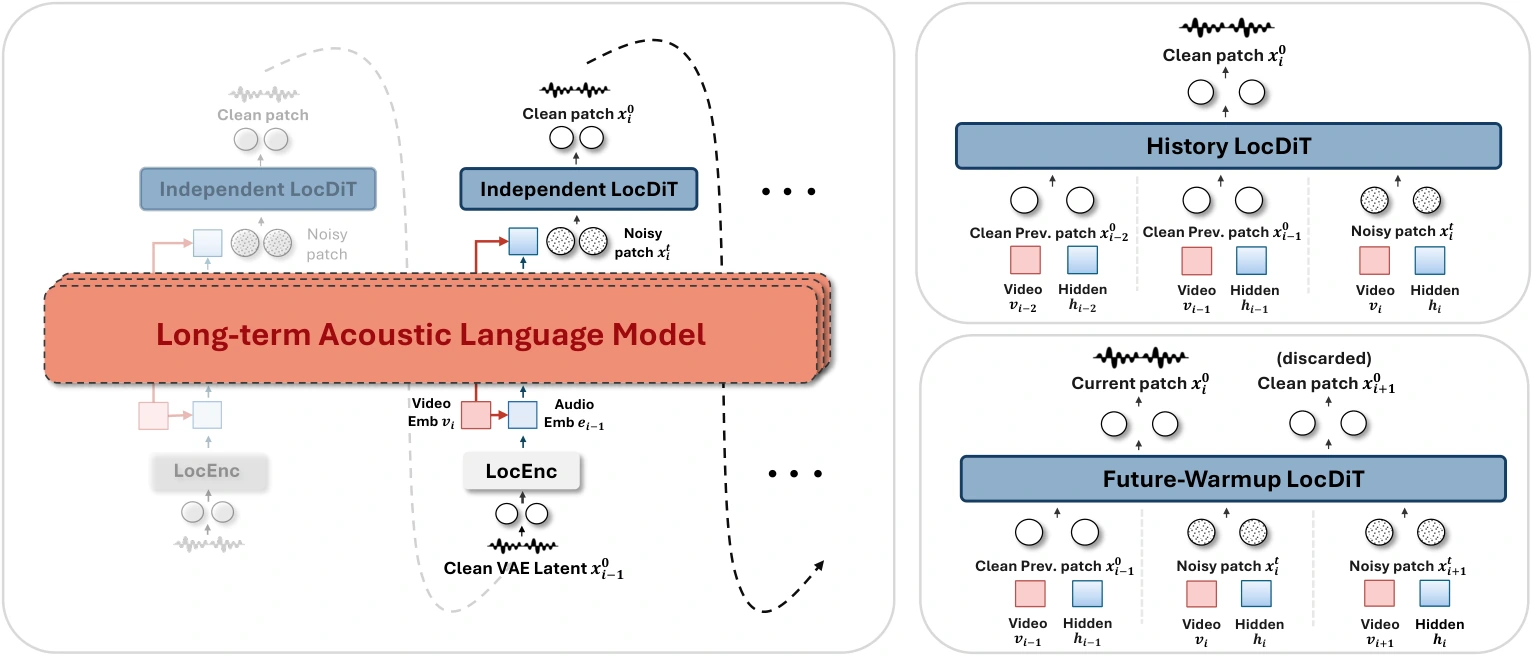 Clean patch
Independent LocDiT
Noisy
patch
LocEnc
Clean patch $x_i^0$
Independent LocDiT
Noisy
patch $x_i^t$
• • •
Long-term Acoustic Language Model
Video
Emb $v_i$
Audio
Emb $e_{i-1}$
LocEnc
• • •
Clean VAE Latent $x_{i-1}^0$
Clean patch $x_i^0$
History LocDiT
Clean Prev. patch $x_{i-2}^0$
Clean Prev. patch $x_{i-1}^0$
Noisy patch $x_i^t$
Video
$v_{i-2}$
Hidden
$h_{i-2}$
Video
$v_{i-1}$
Hidden
$h_{i-1}$
Video
$v_i$
Hidden
$h_i$
Current patch $x_i^0$
(discarded)
Clean patch $x_{i+1}^0$
Future-Warmup LocDiT
Clean Prev. patch $x_{i-1}^0$
Noisy patch $x_i^t$
Noisy patch $x_{i+1}^t$
Video
$v_{i-1}$
Hidden
$h_{i-1}$
Video
$v_i$
Hidden
$h_i$
Video
$v_{i+1}$
Hidden
$h_i$